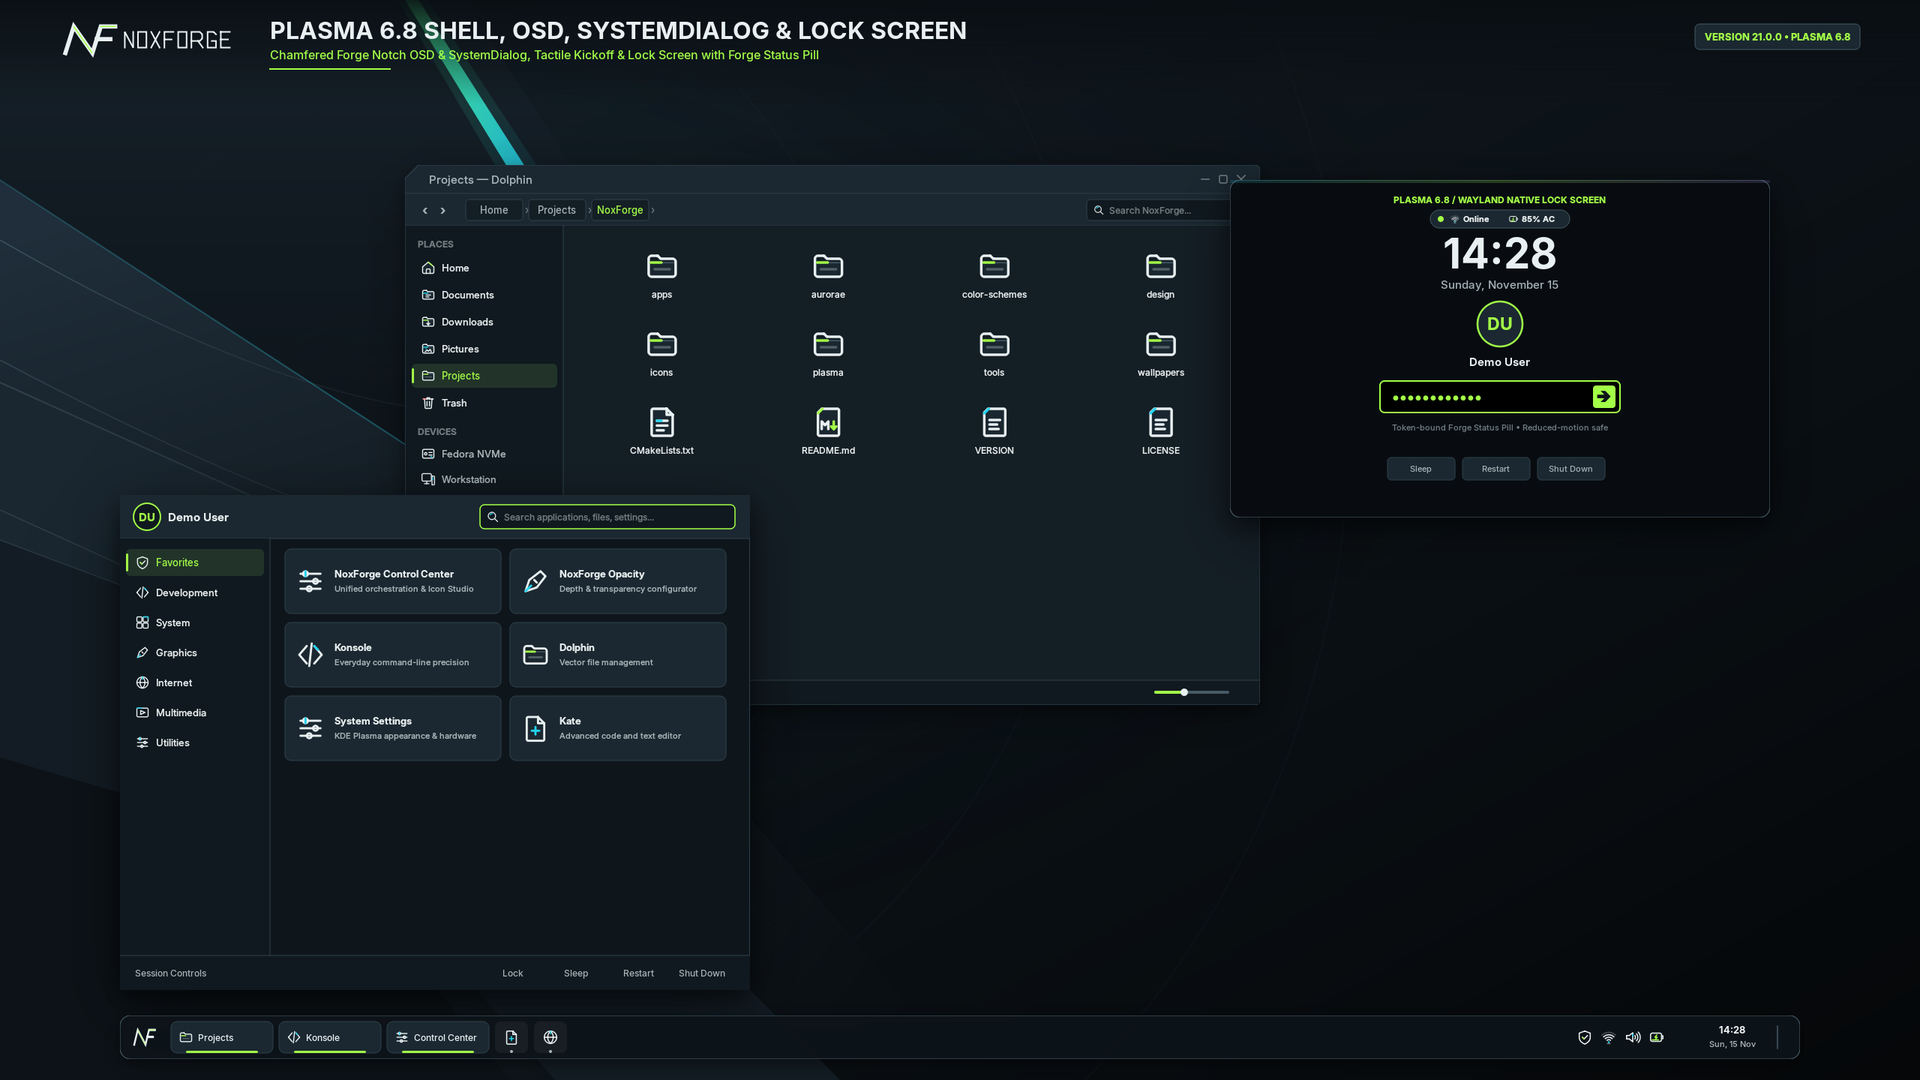 NOXFORGE
PLASMA 6.8 SHELL, OSD, SYSTEMDIALOG & LOCK SCREEN
Chamfered Forge Notch OSD & SystemDialog, Tactile Kickoff & Lock Screen with Forge Status Pill
VERSION 21.0.0 • PLASMA 6.8
Projects — Dolphin
Home › Projects › NoxForge ›
Search NoxForge...
PLACES
Home
Documents
Downloads
Pictures
Projects
Trash
DEVICES
Fedora NVMe
Workstation
apps
aurorae
color-schemes
design
icons
plasma
tools
wallpapers
CMakeLists.txt
README.md
VERSION
LICENSE
PLASMA 6.8 / WAYLAND NATIVE LOCK SCREEN
Online
85% AC
14:28
Sunday, November 15
DU
Demo User
Token-bound Forge Status Pill • Reduced-motion safe
Sleep
Restart
Shut Down
DU
Demo User
Search applications, files, settings...
Favorites
Development
System
Graphics
Internet
Multimedia
Utilities
NoxForge Control Center
Unified orchestration & Icon Studio
NoxForge Opacity
Depth & transparency configurator
Konsole
Everyday command-line precision
Dolphin
Vector file management
System Settings
KDE Plasma appearance & hardware
Kate
Advanced code and text editor
Session Controls
Lock
Sleep
Restart
Shut Down
Projects
Konsole
Control Center
14:28
Sun, 15 Nov